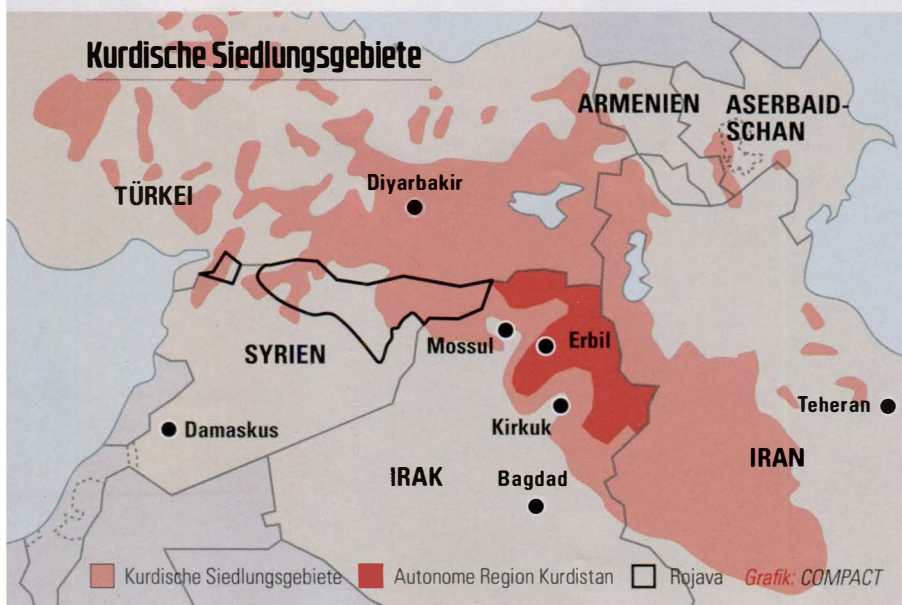 Kurdische Siedlungsgebiete
ARMENIEN
ASERBAID-
SCHAN
TÜRKEI
Diyarbakir
Mossul
Erbil
SYRIEN
Kirkuk
Teheran
Damaskus
IRAK
IRAN
Bagdad
Kurdische Siedlungsgebiete
Autonome Region Kurdistan
Rojava
Grafik: COMPACT